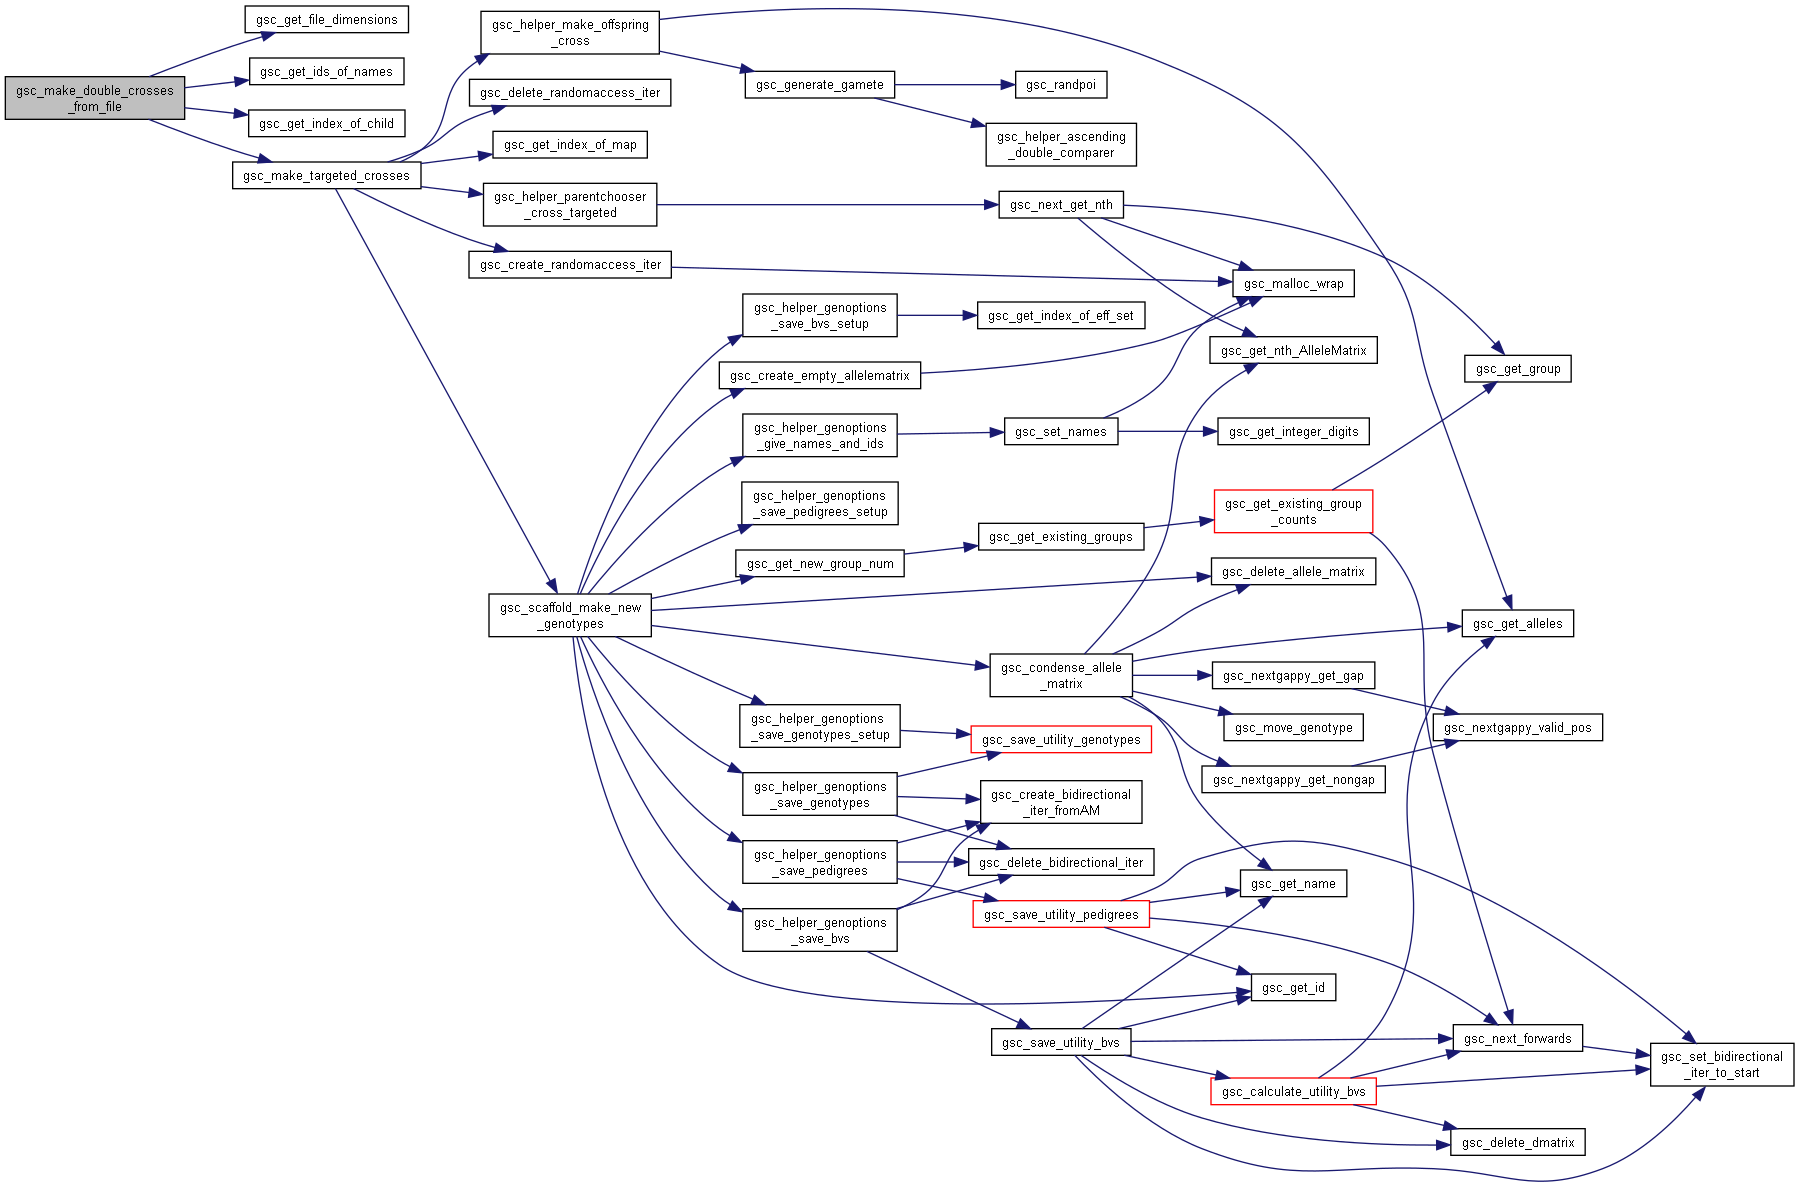 gsc_make_double_crosses
_from_file
gsc_get_file_dimensions
gsc_get_ids_of_names
gsc_get_index_of_child
gsc_make_targeted_crosses
gsc_helper_make_offspring
_cross
gsc_delete_randomaccess_iter
gsc_get_index_of_map
gsc_helper_parentchooser
_cross_targeted
gsc_create_randomaccess_iter
gsc_scaffold_make_new
_genotypes
gsc_generate_gamete
gsc_randpoi
gsc_helper_ascending
_double_comparer
gsc_next_get_nth
gsc_malloc_wrap
gsc_get_nth_AlleleMatrix
gsc_get_group
gsc_helper_genoptions
_save_bvs_setup
gsc_get_index_of_eff_set
gsc_create_empty_allelematrix
gsc_helper_genoptions
_give_names_and_ids
gsc_set_names
gsc_get_integer_digits
gsc_helper_genoptions
_save_pedigrees_setup
gsc_get_new_group_num
gsc_get_existing_groups
gsc_get_existing_group
_counts
gsc_delete_allele_matrix
gsc_get_alleles
gsc_condense_allele
_matrix
gsc_nextgappy_get_gap
gsc_move_genotype
gsc_nextgappy_get_nongap
gsc_nextgappy_valid_pos
gsc_helper_genoptions
_save_genotypes_setup
gsc_save_utility_genotypes
gsc_helper_genoptions
_save_genotypes
gsc_create_bidirectional
_iter_fromAM
gsc_helper_genoptions
_save_pedigrees
gsc_delete_bidirectional_iter
gsc_get_name
gsc_helper_genoptions
_save_bvs
gsc_save_utility_pedigrees
gsc_get_id
gsc_save_utility_bvs
gsc_next_forwards
gsc_set_bidirectional
_iter_to_start
gsc_calculate_utility_bvs
gsc_delete_dmatrix